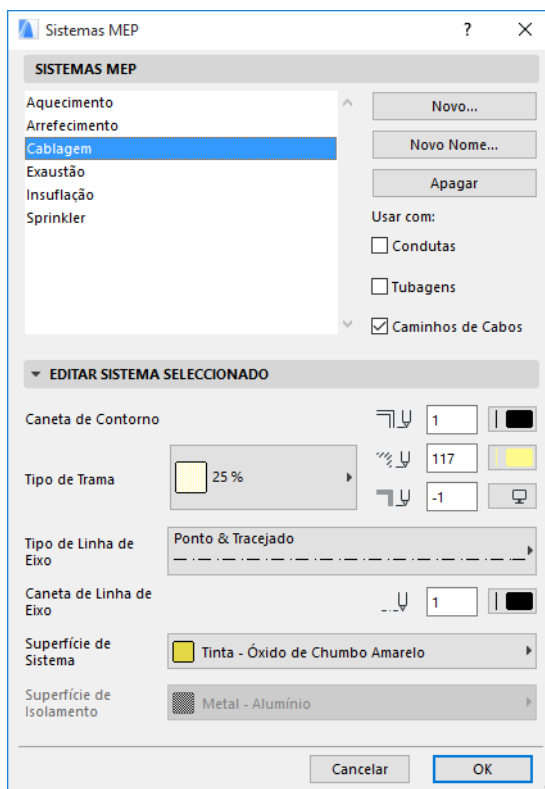 Sistemas MEP
?
SISTEMAS MEP
Aquecimento
Arrefecimento
Cablagem
Exaustão
Insuflação
Sprinkler
Novo...
Novo Nome...
Apagar
Usar com:
Condutas
Tubagens
Caminhos de Cabos
EDITAR SISTEMA SELECCIONADO
Caneta de Contorno
1
Tipo de Trama
25 %
117
-1
Tipo de Linha de
Eixo
Ponto & Tracejado
Caneta de Linha de
Eixo
1
Superfície de
Sistema
Tinta - Óxido de Chumbo Amarelo
Superfície de
Isolamento
Metal - Alumínio
Cancelar
OK